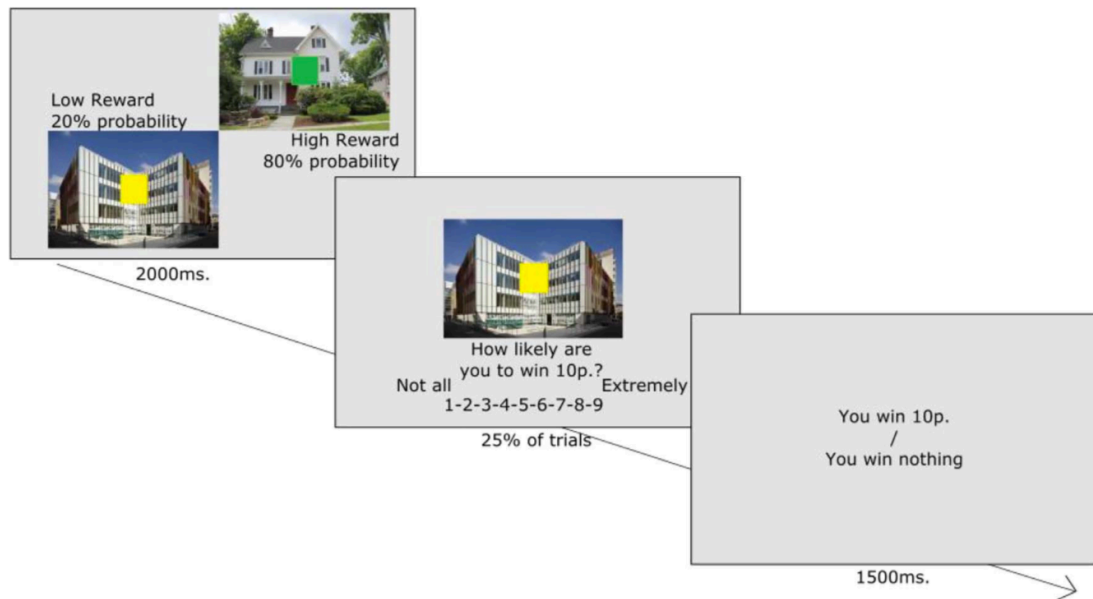 Low Reward
20% probability
High Reward
80% probability
2000ms.
How likely are
you to win 10p.?
Not all
Extremely
1-2-3-4-5-6-7-8-9
25% of trials
You win 10p.
/
You win nothing
1500ms.